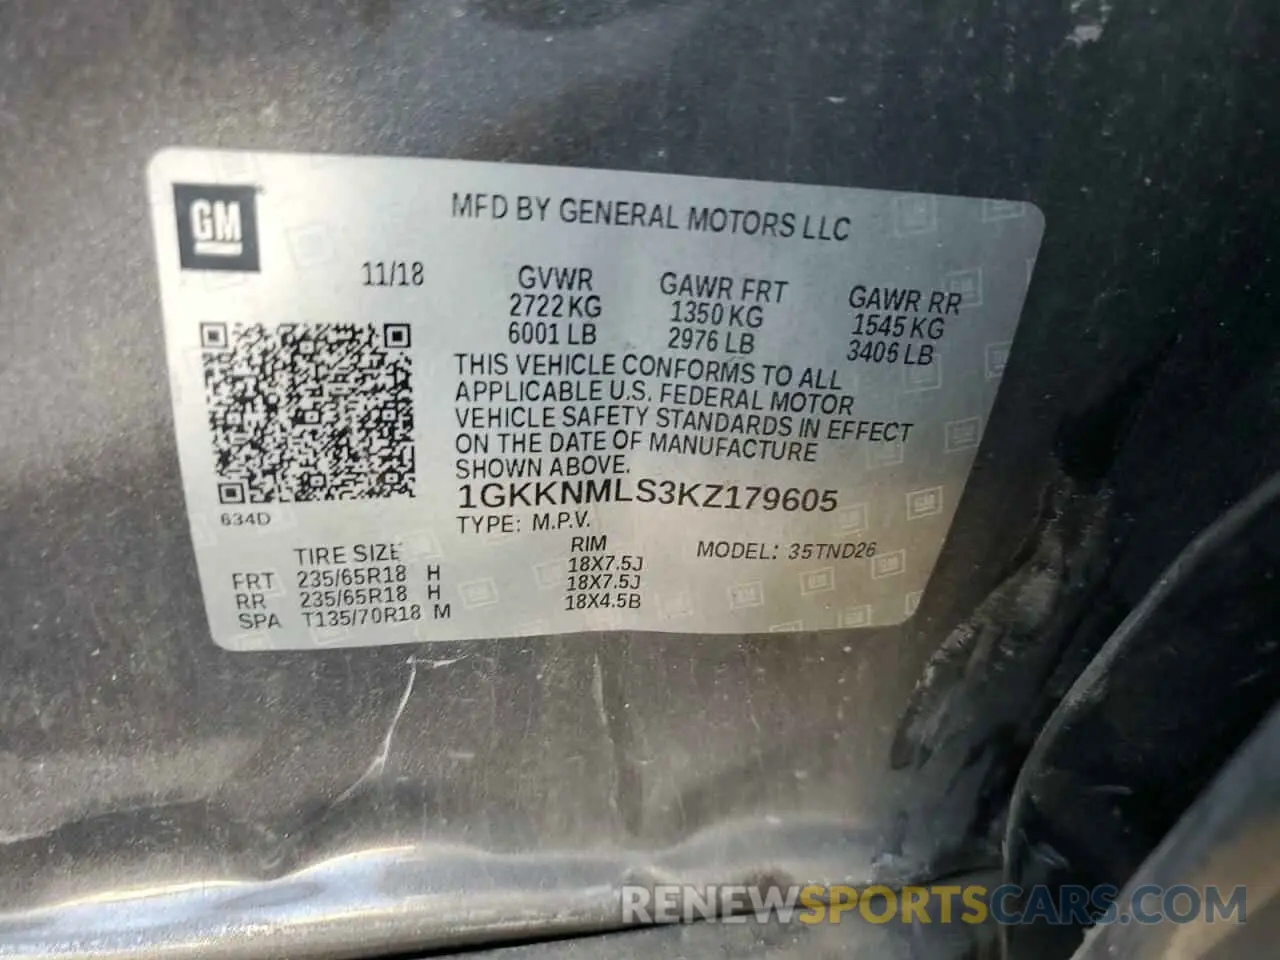 GM
MFD BY GENERAL MOTORS LLC
11/18 GVWR GAWR FRT GAWR RR
2722 KG 1350 KG 1545 KG
6001 LB 2976 LB 3406 LB
THIS VEHICLE CONFORMS TO ALL
APPLICABLE U.S. FEDERAL MOTOR
VEHICLE SAFETY STANDARDS IN EFFECT
ON THE DATE OF MANUFACTURE
SHOWN ABOVE.
1GKKNMLS3KZ179605
634D
TYPE: M.P.V.
TIRE SIZE RIM MODEL: 35TND26
FRT 235/65R18 H 18X7.5J
RR 235/65R18 H 18X7.5J
SPA T135/70R18 M 18X4.5B
RENEWSPORTSCARS.COM